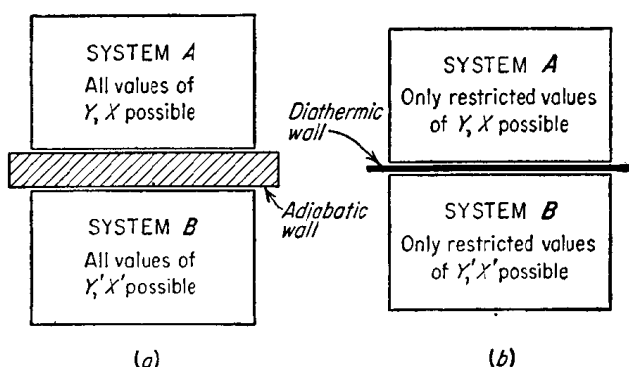 SYSTEM A
All values of
Y, X possible
Adiabatic
wall
SYSTEM B
All values of
Y,′ X′ possible
(a)
Diathermic
wall
SYSTEM A
Only restricted values
of Y, X possible
SYSTEM B
Only restricted values
of Y,′ X′ possible
(b)